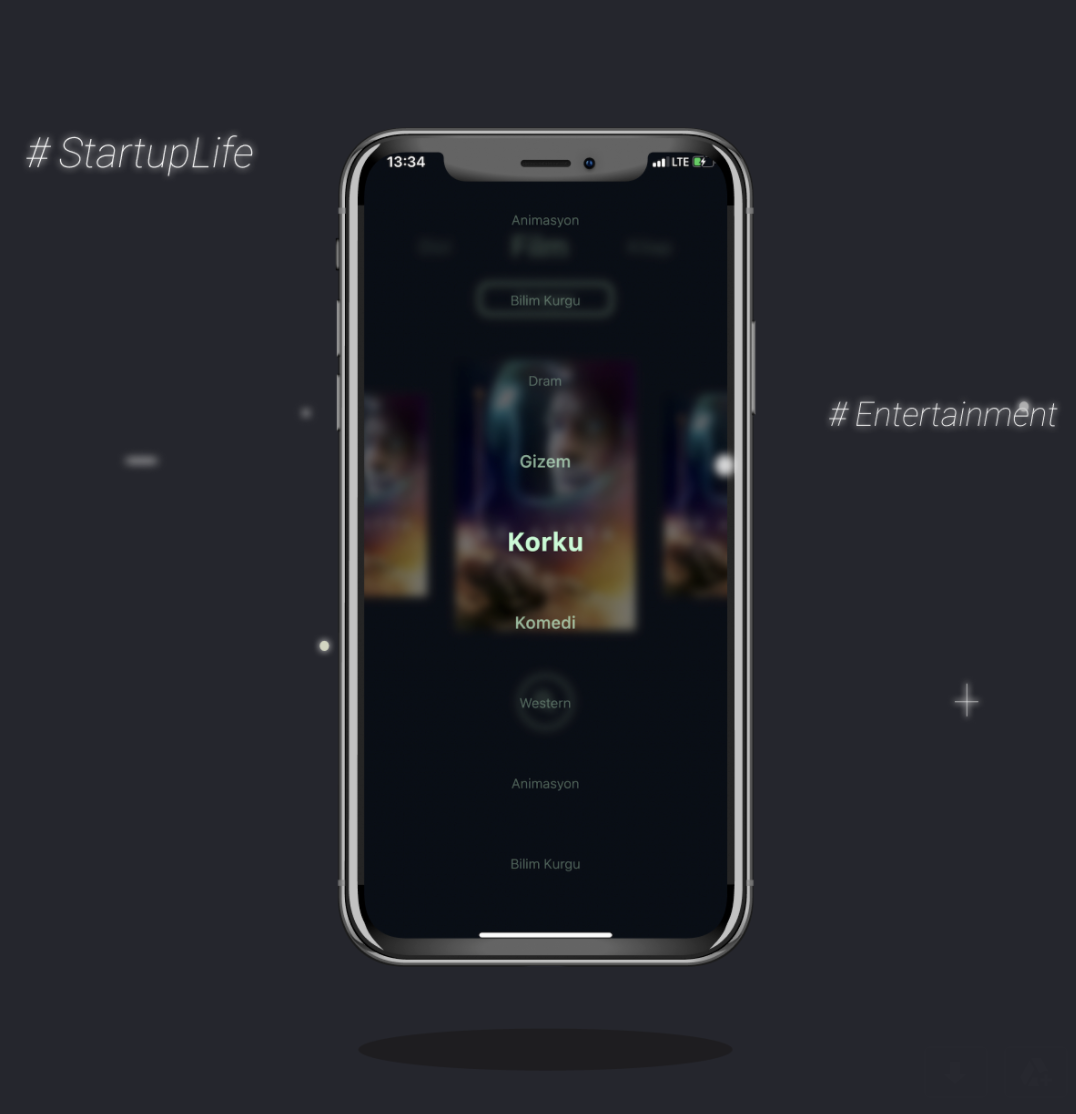 # StartupLife
13:34
LTE
Animasyon
Film
Bilim Kurgu
Dram
# Entertainment
Gizem
Korku
Komedi
Western
Animasyon
Bilim Kurgu